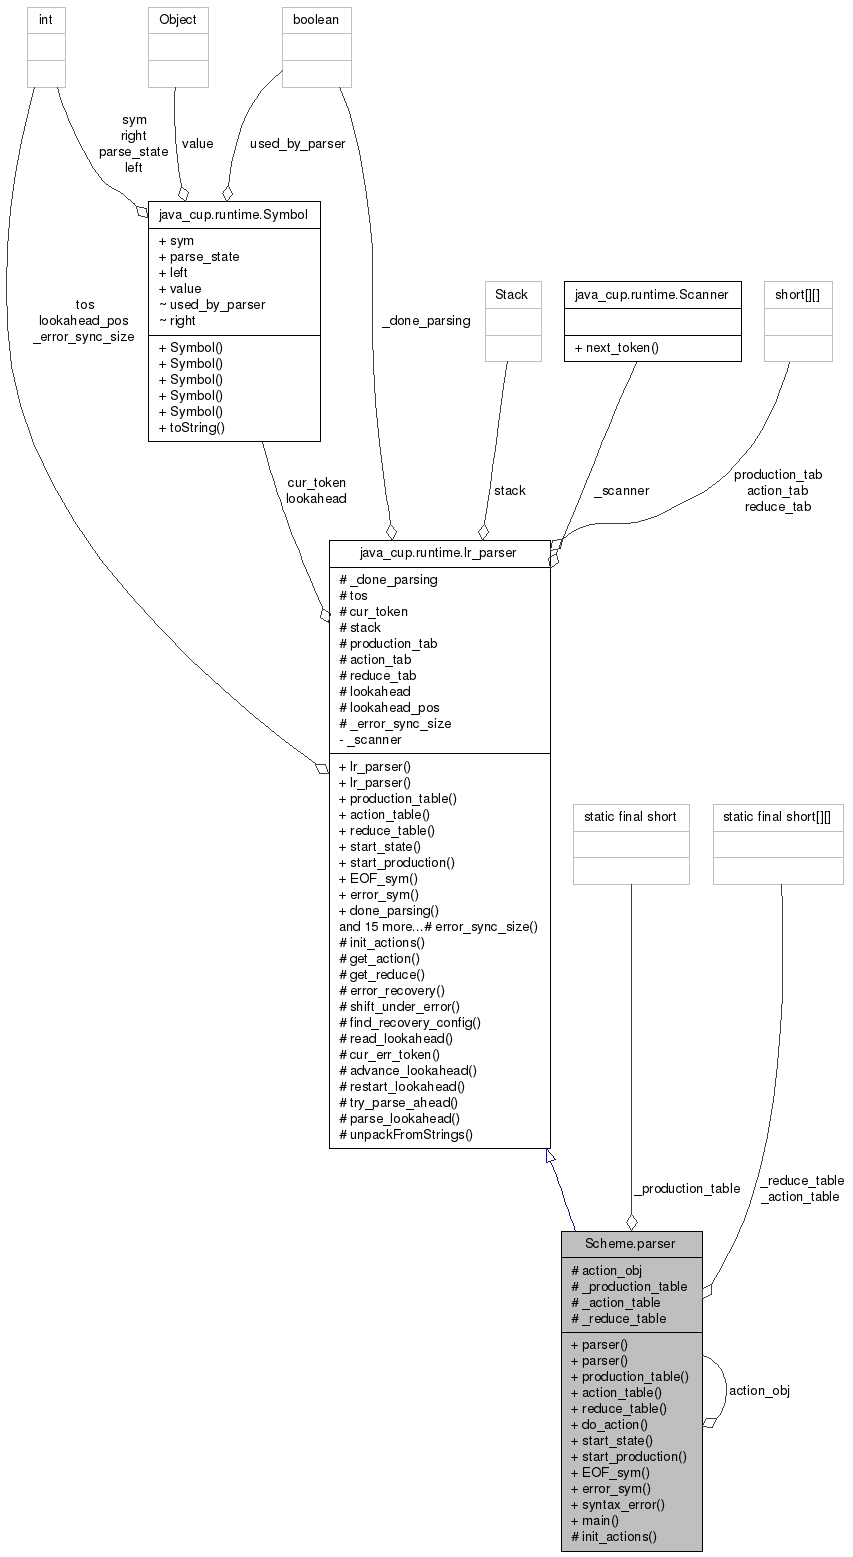 int
Object
boolean
sym
right
parse_state
left
value
used_by_parser
java_cup.runtime.Symbol
+ sym
+ parse_state
+ left
+ value
~ used_by_parser
~ right
+ Symbol()
+ Symbol()
+ Symbol()
+ Symbol()
+ Symbol()
+ toString()
tos
lookahead_pos
_error_sync_size
_done_parsing
Stack
java_cup.runtime.Scanner
+ next_token()
short[][]
cur_token
lookahead
stack
_scanner
production_tab
action_tab
reduce_tab
java_cup.runtime.lr_parser
# _done_parsing
# tos
# cur_token
# stack
# production_tab
# action_tab
# reduce_tab
# lookahead
# lookahead_pos
# _error_sync_size
- _scanner
+ lr_parser()
+ lr_parser()
+ production_table()
+ action_table()
+ reduce_table()
+ start_state()
+ start_production()
+ EOF_sym()
+ error_sym()
+ done_parsing()
and 15 more...# error_sync_size()
# init_actions()
# get_action()
# get_reduce()
# error_recovery()
# shift_under_error()
# find_recovery_config()
# read_lookahead()
# cur_err_token()
# advance_lookahead()
# restart_lookahead()
# try_parse_ahead()
# parse_lookahead()
# unpackFromStrings()
static final short
static final short[][]
_production_table
_reduce_table
_action_table
Scheme.parser
# action_obj
# _production_table
# _action_table
# _reduce_table
+ parser()
+ parser()
+ production_table()
+ action_table()
+ reduce_table()
+ do_action()
+ start_state()
+ start_production()
+ EOF_sym()
+ error_sym()
+ syntax_error()
+ main()
# init_actions()
action_obj